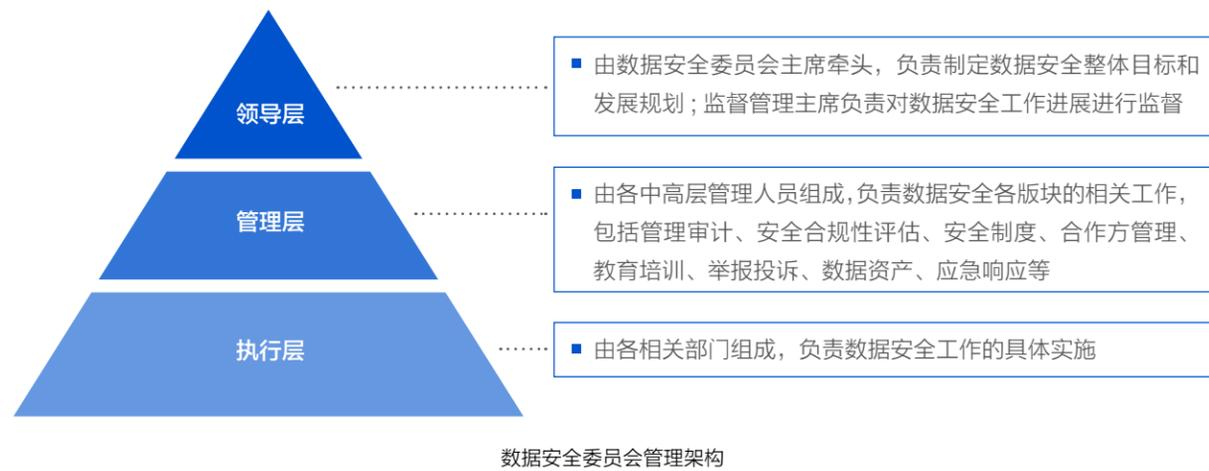 领导层
由数据安全委员会主席牵头，负责制定数据安全整体目标和
发展规划；监督管理主席负责对数据安全工作进展进行监督
管理层
由各中高层管理人员组成，负责数据安全各版块的相关工作，
包括管理审计、安全合规性评估、安全制度、合作方管理、
教育培训、举报投诉、数据资产、应急响应等
执行层
由各相关部门组成，负责数据安全工作的具体实施
数据安全委员会管理架构